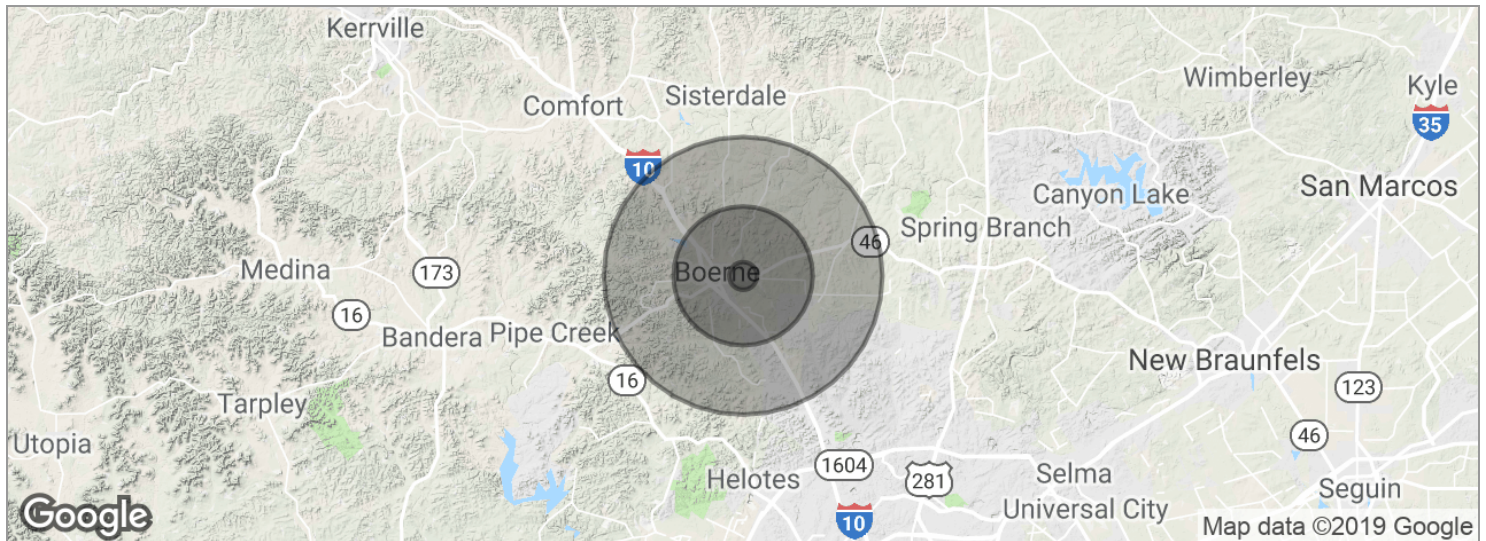 Kerrville
Wimberley
Kyle
Comfort
Sisterdale
35
10
San Marcos
Canyon Lake
Spring Branch
46
Medina
173
Boerne
16
Bandera
Pipe Creek
New Braunfels
16
123
Tarpley
Utopia
46
Helotes
1604
281
Selma
Seguin
Universal City
Google
10
Map data ©2019 Google